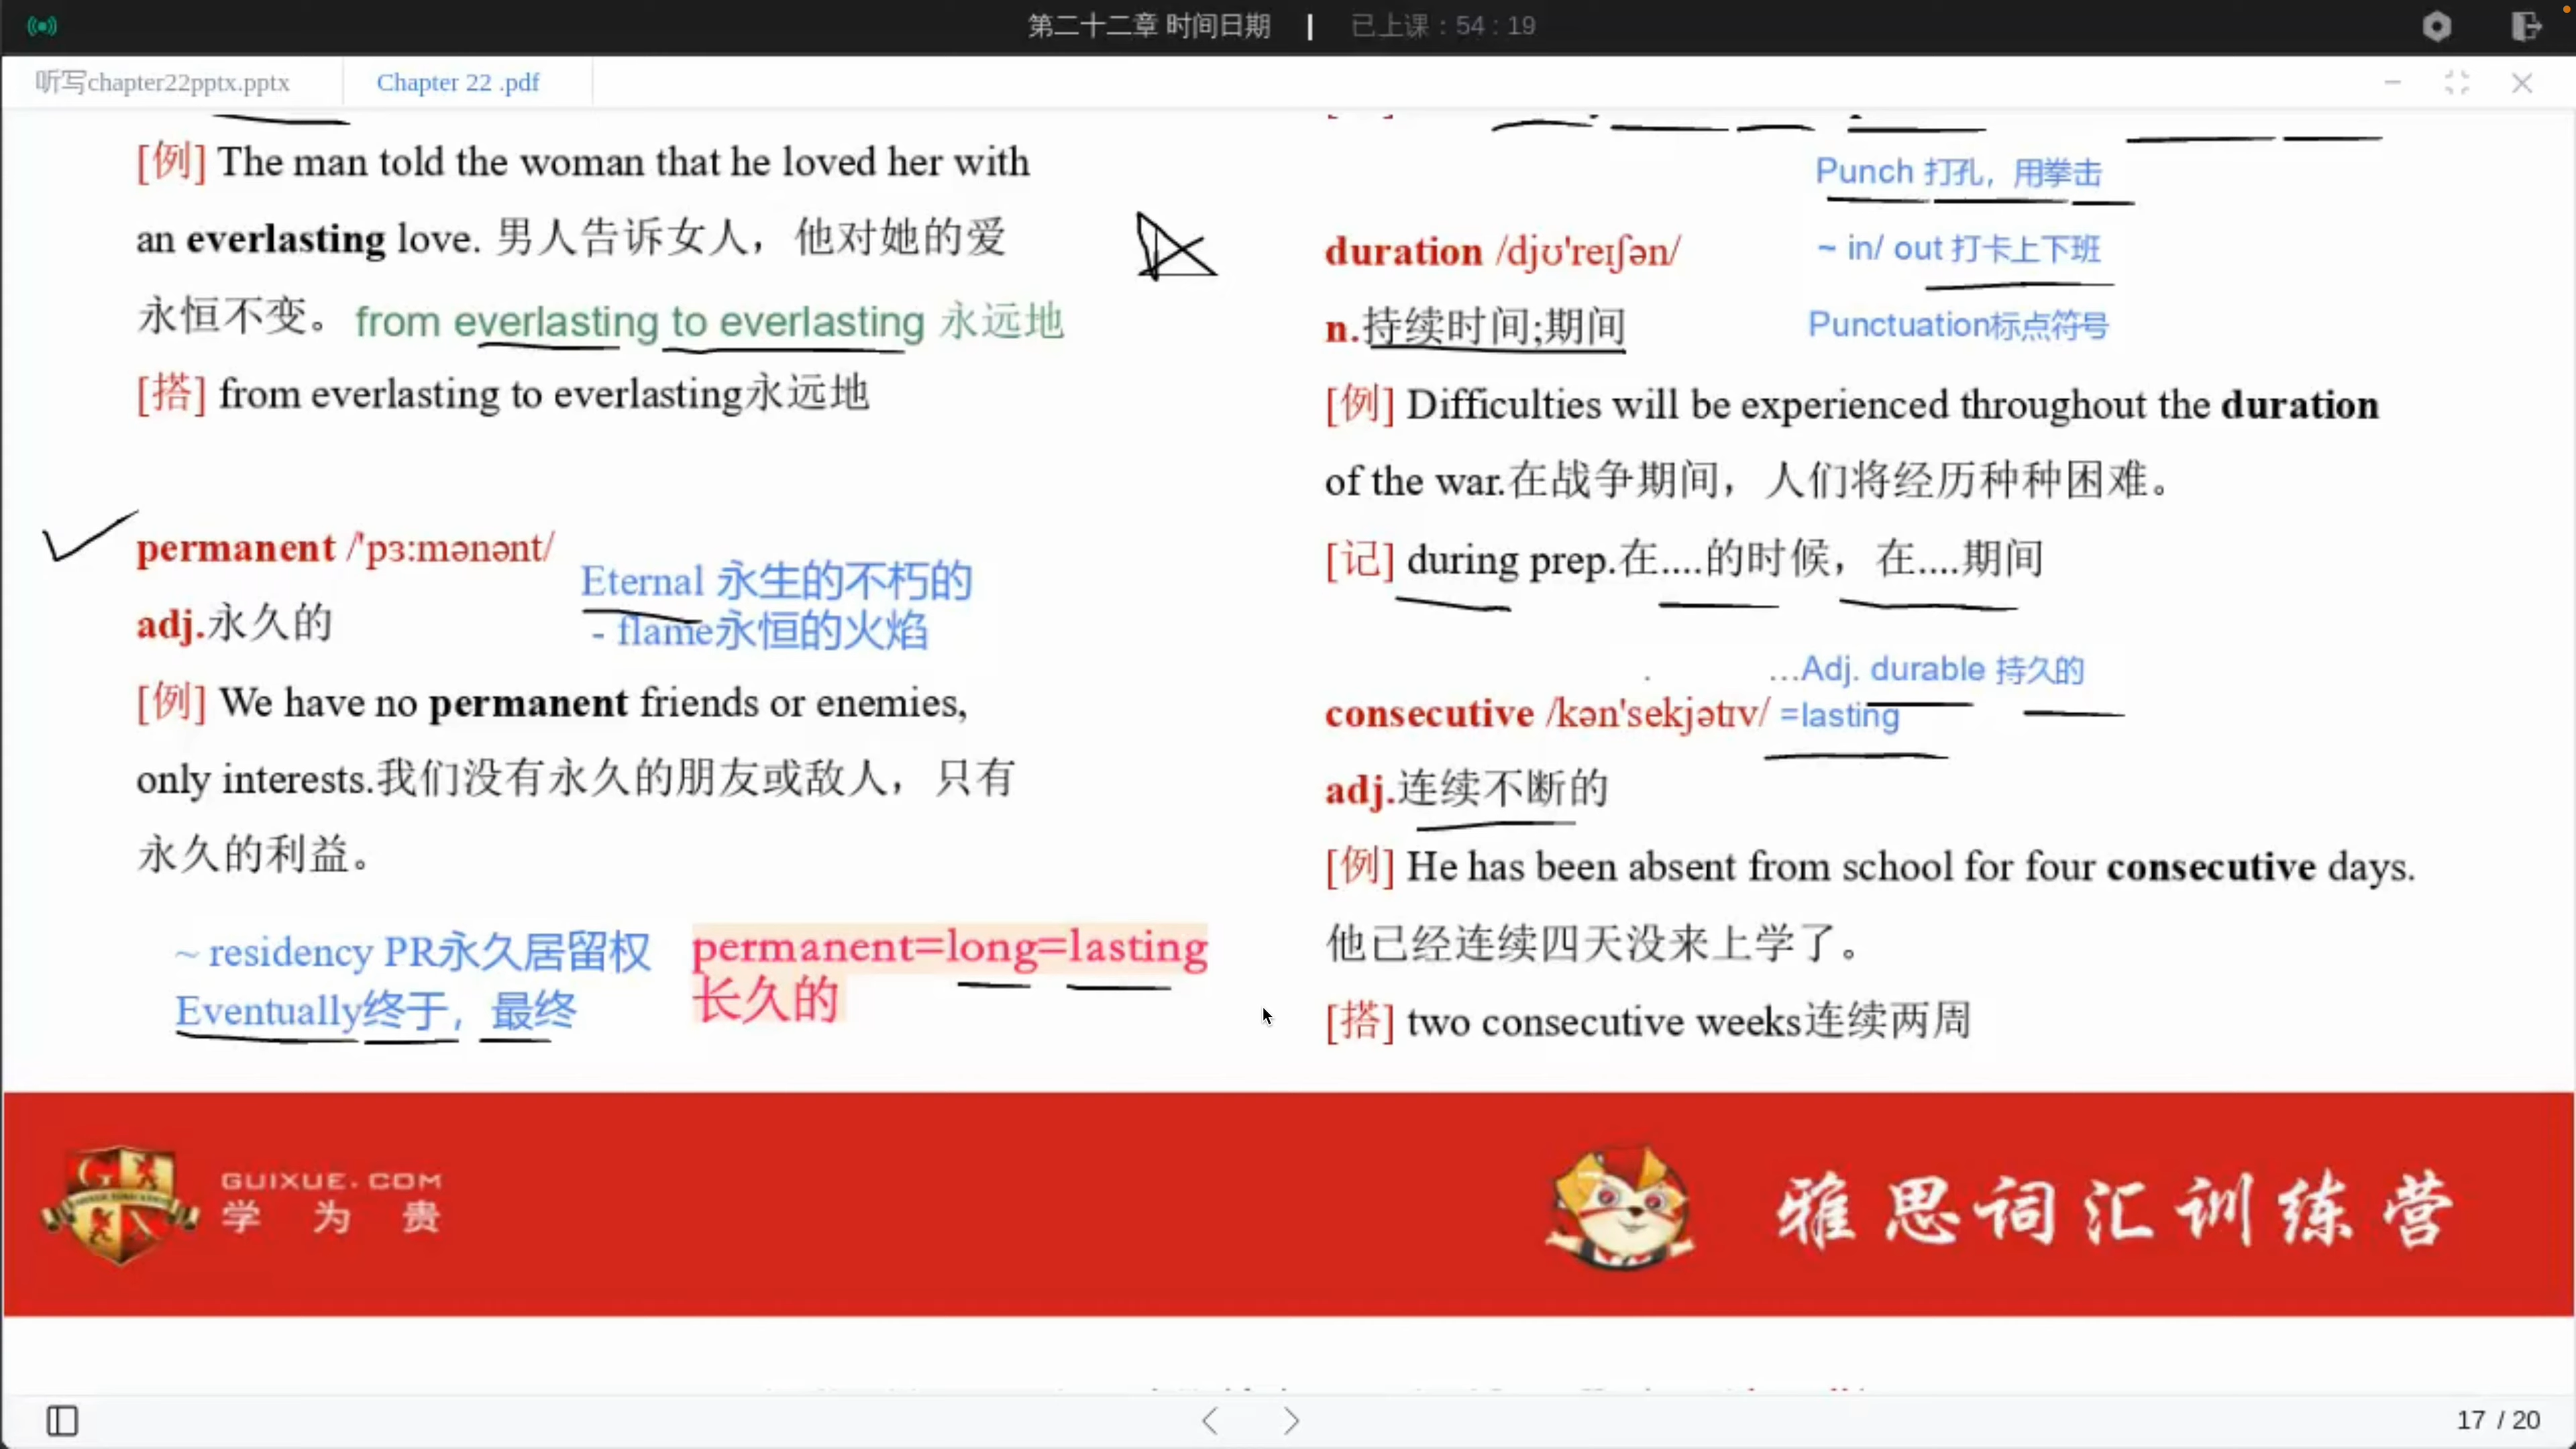 第二十二章 时间日期 | 已上课：54：19
听写chapter22pptx.pptx
Chapter 22 .pdf
[例] The man told the woman that he loved her with
an everlasting love. 男人告诉女人，他对她的爱
永恒不变。
from everlasting to everlasting 永远地
[搭] from everlasting to everlasting永远地
permanent /'pɜ:mənənt/
Eternal 永生的不朽的
- flame永恒的火焰
adj.永久的
[例] We have no permanent friends or enemies,
only interests.我们没有永久的朋友或敌人，只有
永久的利益。
~ residency PR永久居留权
Eventually终于，最终
permanent=long=lasting
长久的
Punch 打孔，用拳击
~ in/ out 打卡上下班
Punctuation标点符号
duration /djʊ'reɪʃən/
n.持续时间;期间
[例] Difficulties will be experienced throughout the duration
of the war.在战争期间，人们将经历种种困难。
[记] during prep.在....的时候，在....期间
...Adj. durable 持久的
=lasting
consecutive /kən'sekjətɪv/
adj.连续不断的
[例] He has been absent from school for four consecutive days.
他已经连续四天没来上学了。
[搭] two consecutive weeks连续两周
GUIXUE.COM
学为贵
雅思词汇训练营
17 / 20